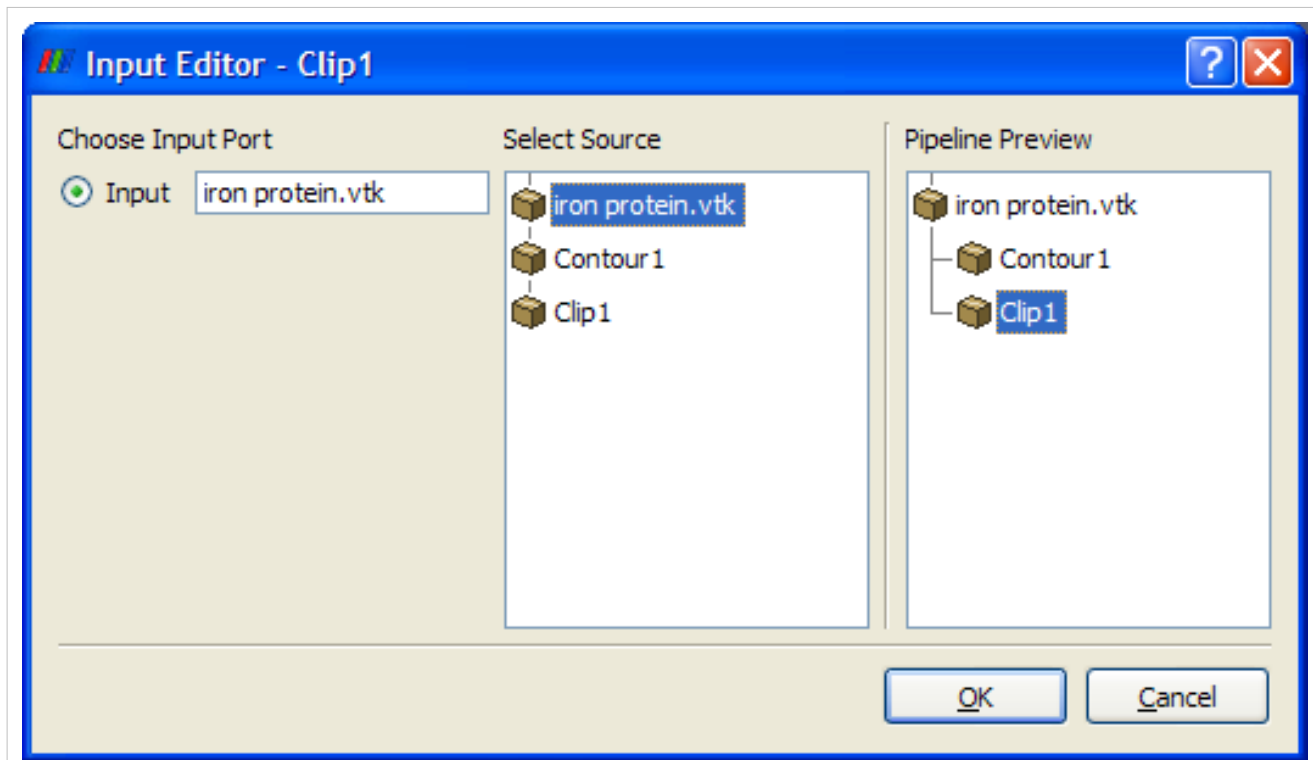 Input Editor - Clip1
Choose Input Port
Input iron protein.vtk
Select Source
iron protein.vtk
Contour1
Clip1
Pipeline Preview
iron protein.vtk
Contour1
Clip1
OK Cancel